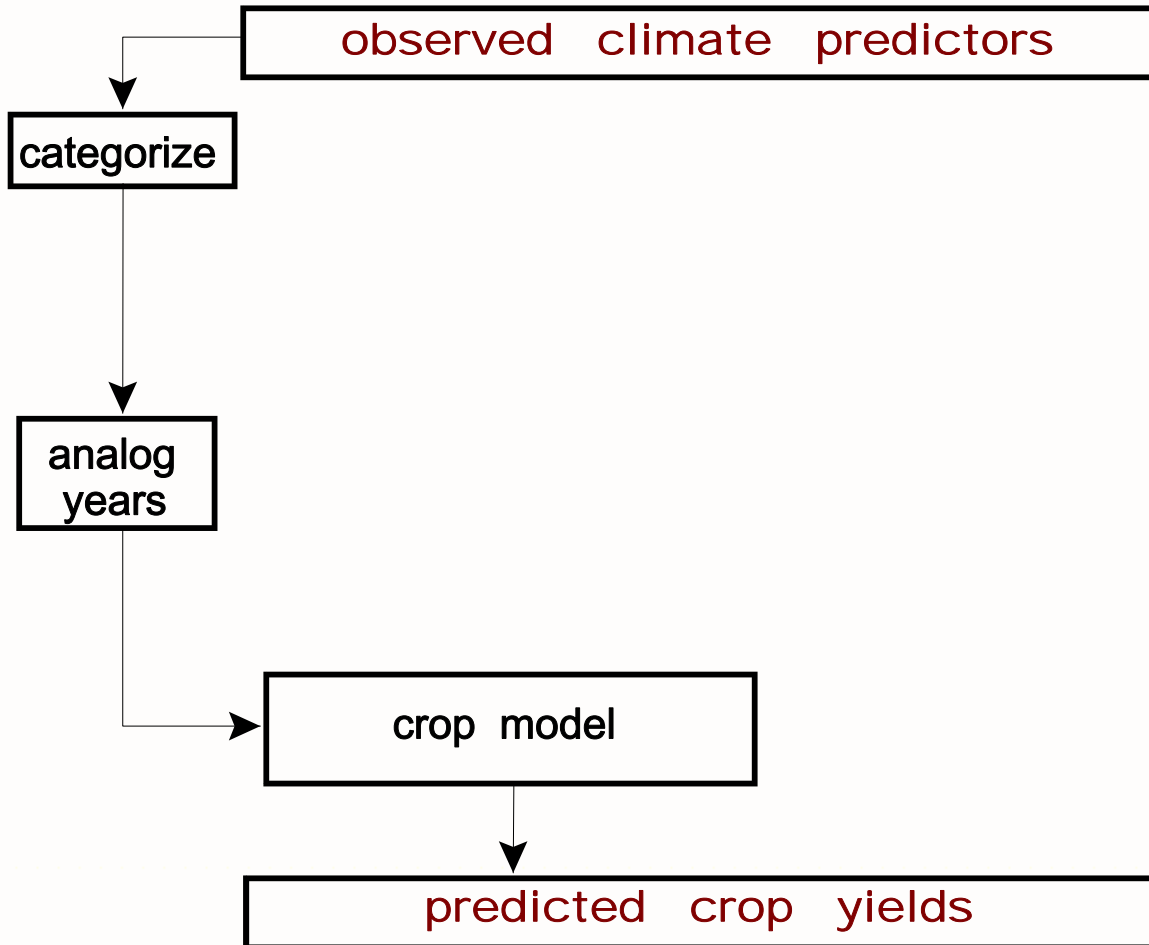 observed climate predictors
categorize
analog
years
crop model
predicted crop yields